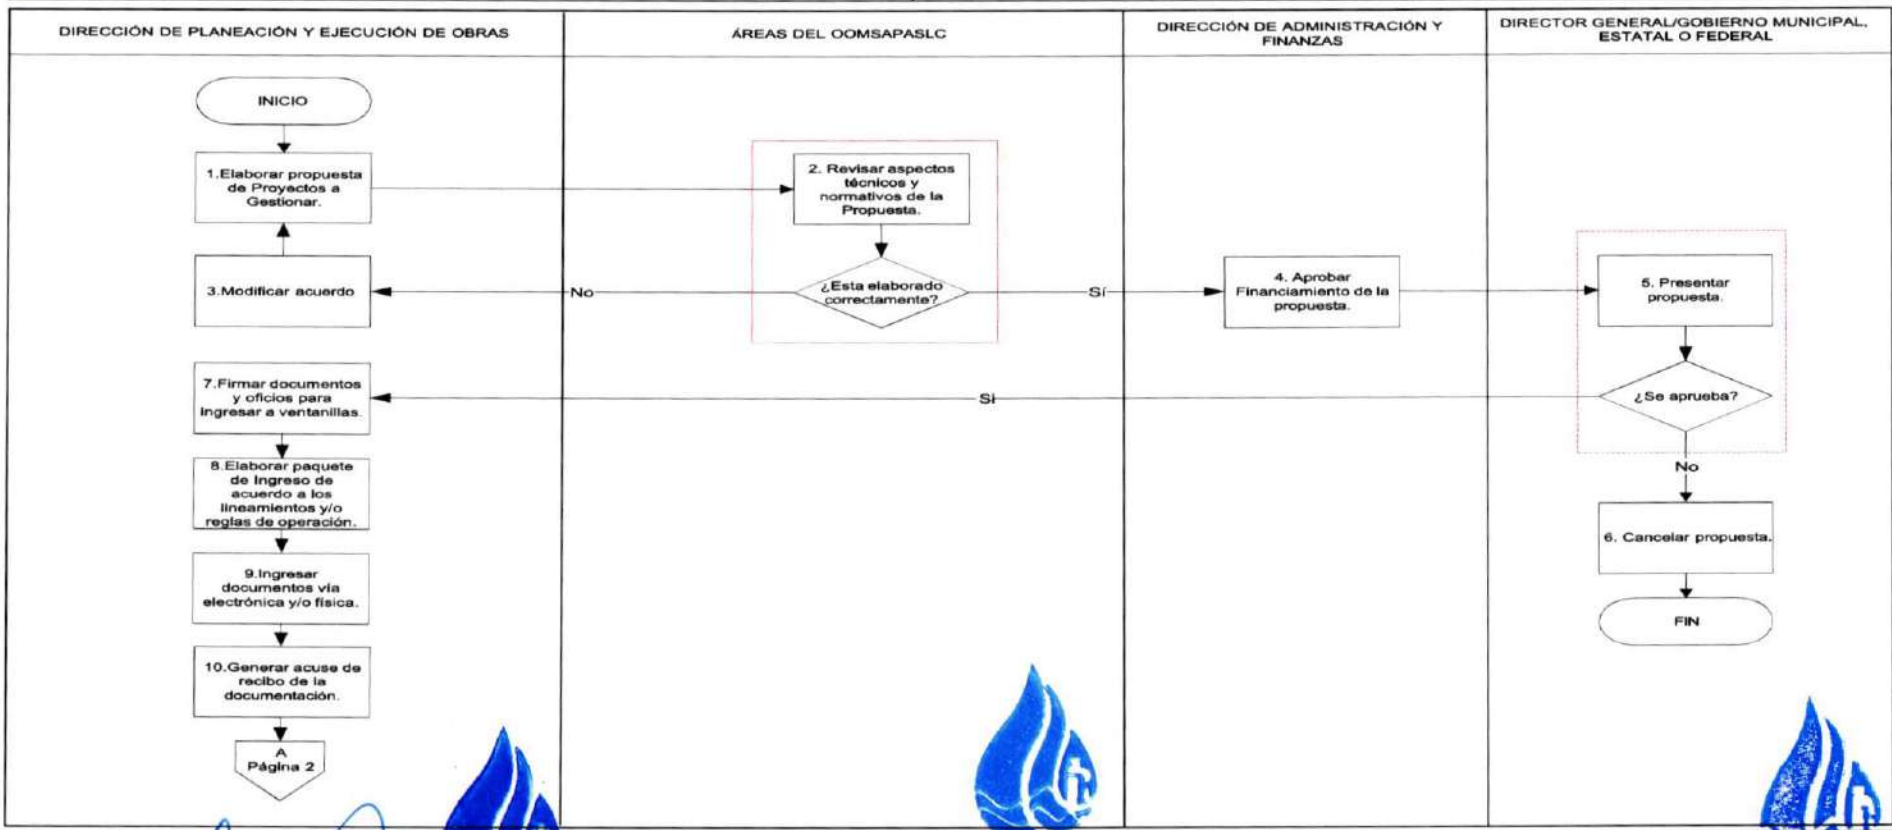 DIRECCIÓN DE PLANEACIÓN Y EJECUCIÓN DE OBRAS
ÁREAS DEL OOMSAPASLC
DIRECCIÓN DE ADMINISTRACIÓN Y
FINANZAS
DIRECTOR GENERAL/GOBIERNO MUNICIPAL,
ESTATAL O FEDERAL
INICIO
1.Elaborar propuesta
de Proyectos a
Gestionar.
2. Revisar aspectos
técnicos y
normativos de la
Propuesta.
3.Modificar acuerdo
No
¿Esta elaborado
correctamente?
Sí
4. Aprobar
Financiamiento de la
propuesta.
5. Presentar
propuesta.
7.Firmar documentos
y oficios para
ingresar a ventanillas.
Si
¿Se aprueba?
No
8.Elaborar paquete
de Ingreso de
acuerdo a los
lineamientos y/o
reglas de operación.
6. Cancelar propuesta.
9.Ingresar
documentos vía
electrónica y/o física.
FIN
10.Generar acuse de
recibo de la
documentación.
A
Página 2